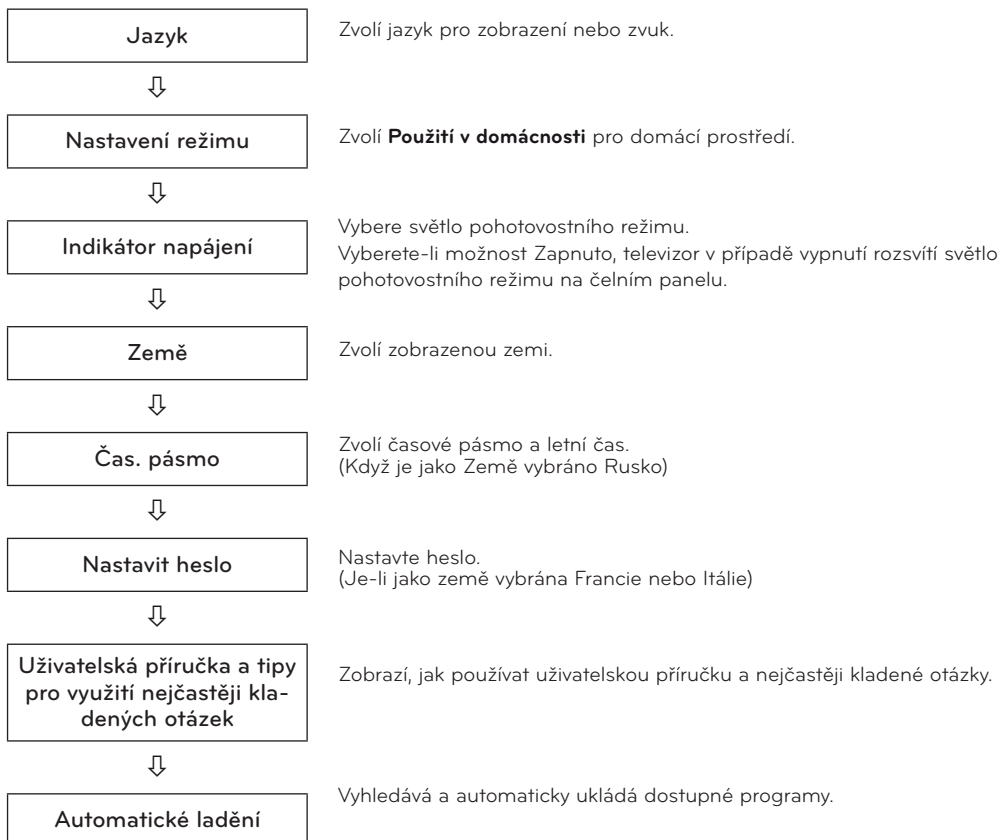 Jazyk
Zvolí jazyk pro zobrazení nebo zvuk.
Nastavení režimu
Zvolí Použití v domácnosti pro domácí prostředí.
Indikátor napájení
Vybere světlo pohotovostního režimu.
Vyberete-li možnost Zapnuto, televizor v případě vypnutí rozsvítí světlo
pohotovostního režimu na čelním panelu.
Země
Zvolí zobrazenou zemi.
Čas. pásmo
Zvolí časové pásmo a letní čas.
(Když je jako Země vybráno Rusko)
Nastavit heslo
Nastavte heslo.
(Je-li jako země vybrána Francie nebo Itálie)
Uživatelská příručka a tipy
pro využití nejčastěji kla-
dených otázek
Zobrazí, jak používat uživatelskou příručku a nejčastěji kladené otázky.
Automatické ladění
Vyhledává a automaticky ukládá dostupné programy.